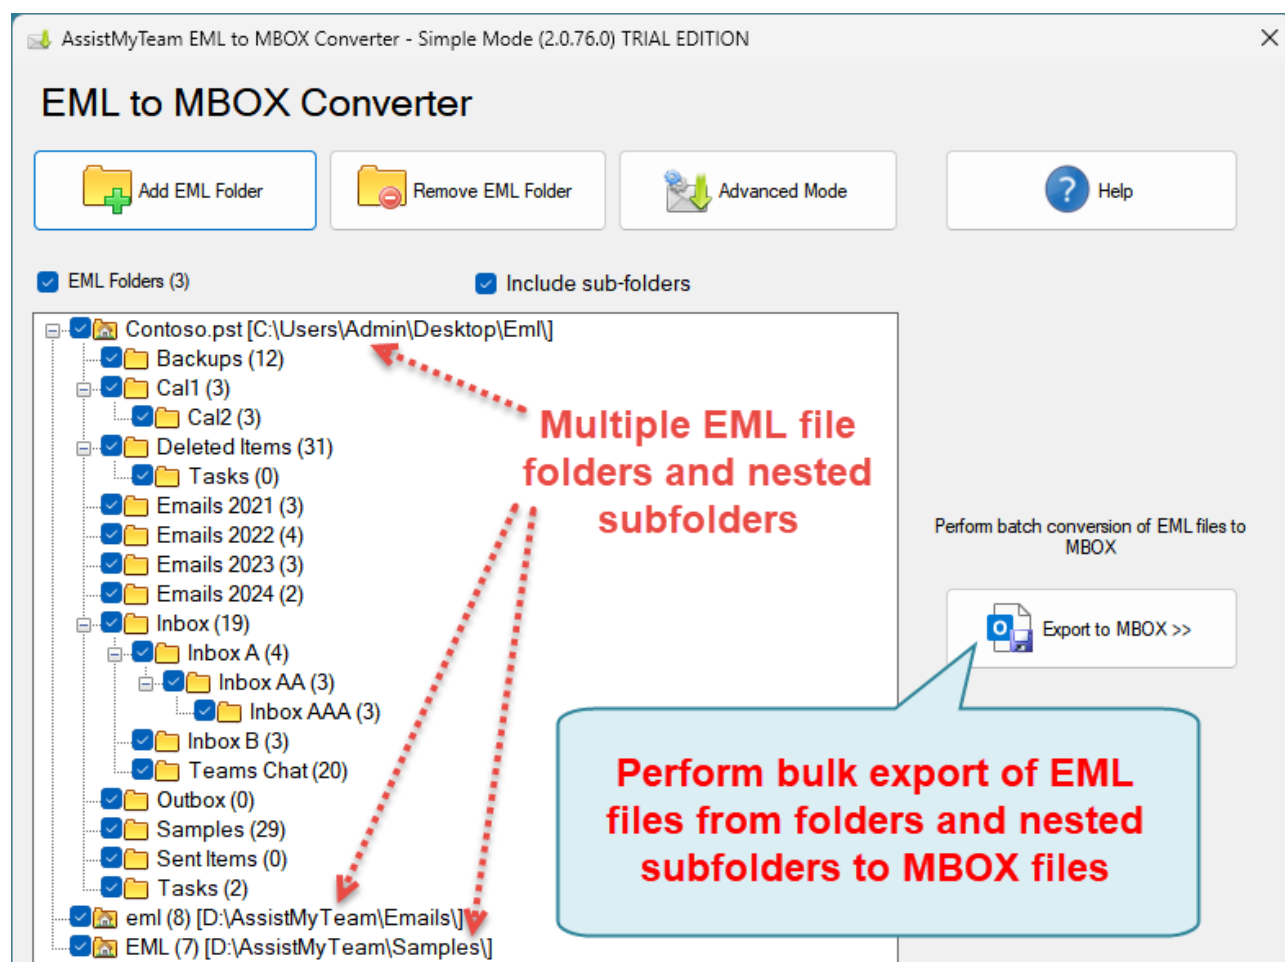 AssistMyTeam EML to MBOX Converter - Simple Mode (2.0.76.0) TRIAL EDITION
EML to MBOX Converter
Add EML Folder
Remove EML Folder
Advanced Mode
Help
EML Folders (3)
Include sub-folders
Contoso.pst [C:\Users\Admin\Desktop\Eml\]
Backups (12)
Cal1 (3)
Cal2 (3)
Deleted Items (31)
Tasks (0)
Emails 2021 (3)
Emails 2022 (4)
Emails 2023 (3)
Emails 2024 (2)
Inbox (19)
Inbox A (4)
Inbox AA (3)
Inbox AAA (3)
Inbox B (3)
Teams Chat (20)
Outbox (0)
Samples (29)
Sent Items (0)
Tasks (2)
eml (8) [D:\AssistMyTeam\Emails\]
EML (7) [D:\AssistMyTeam\Samples\]
Multiple EML file
folders and nested
subfolders
Perform batch conversion of EML files to
MBOX
Export to MBOX >>
Perform bulk export of EML
files from folders and nested
subfolders to MBOX files